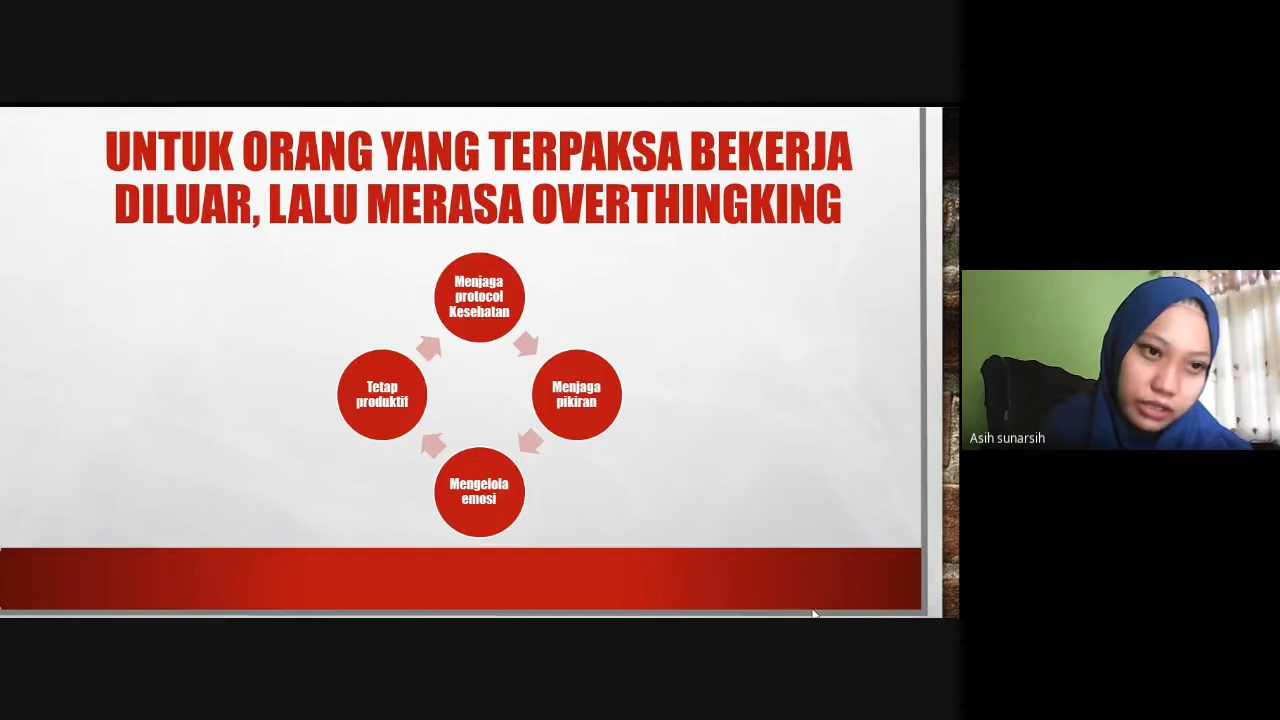 UNTUK ORANG YANG TERPAKSA BEKERJA
DILUAR, LALU MERASA OVERTHINGKING
Menjaga
protocol
Kesehatan
Tetap
produktif
Menjaga
pikiran
Mengelola
emosi
Asih sunarsih